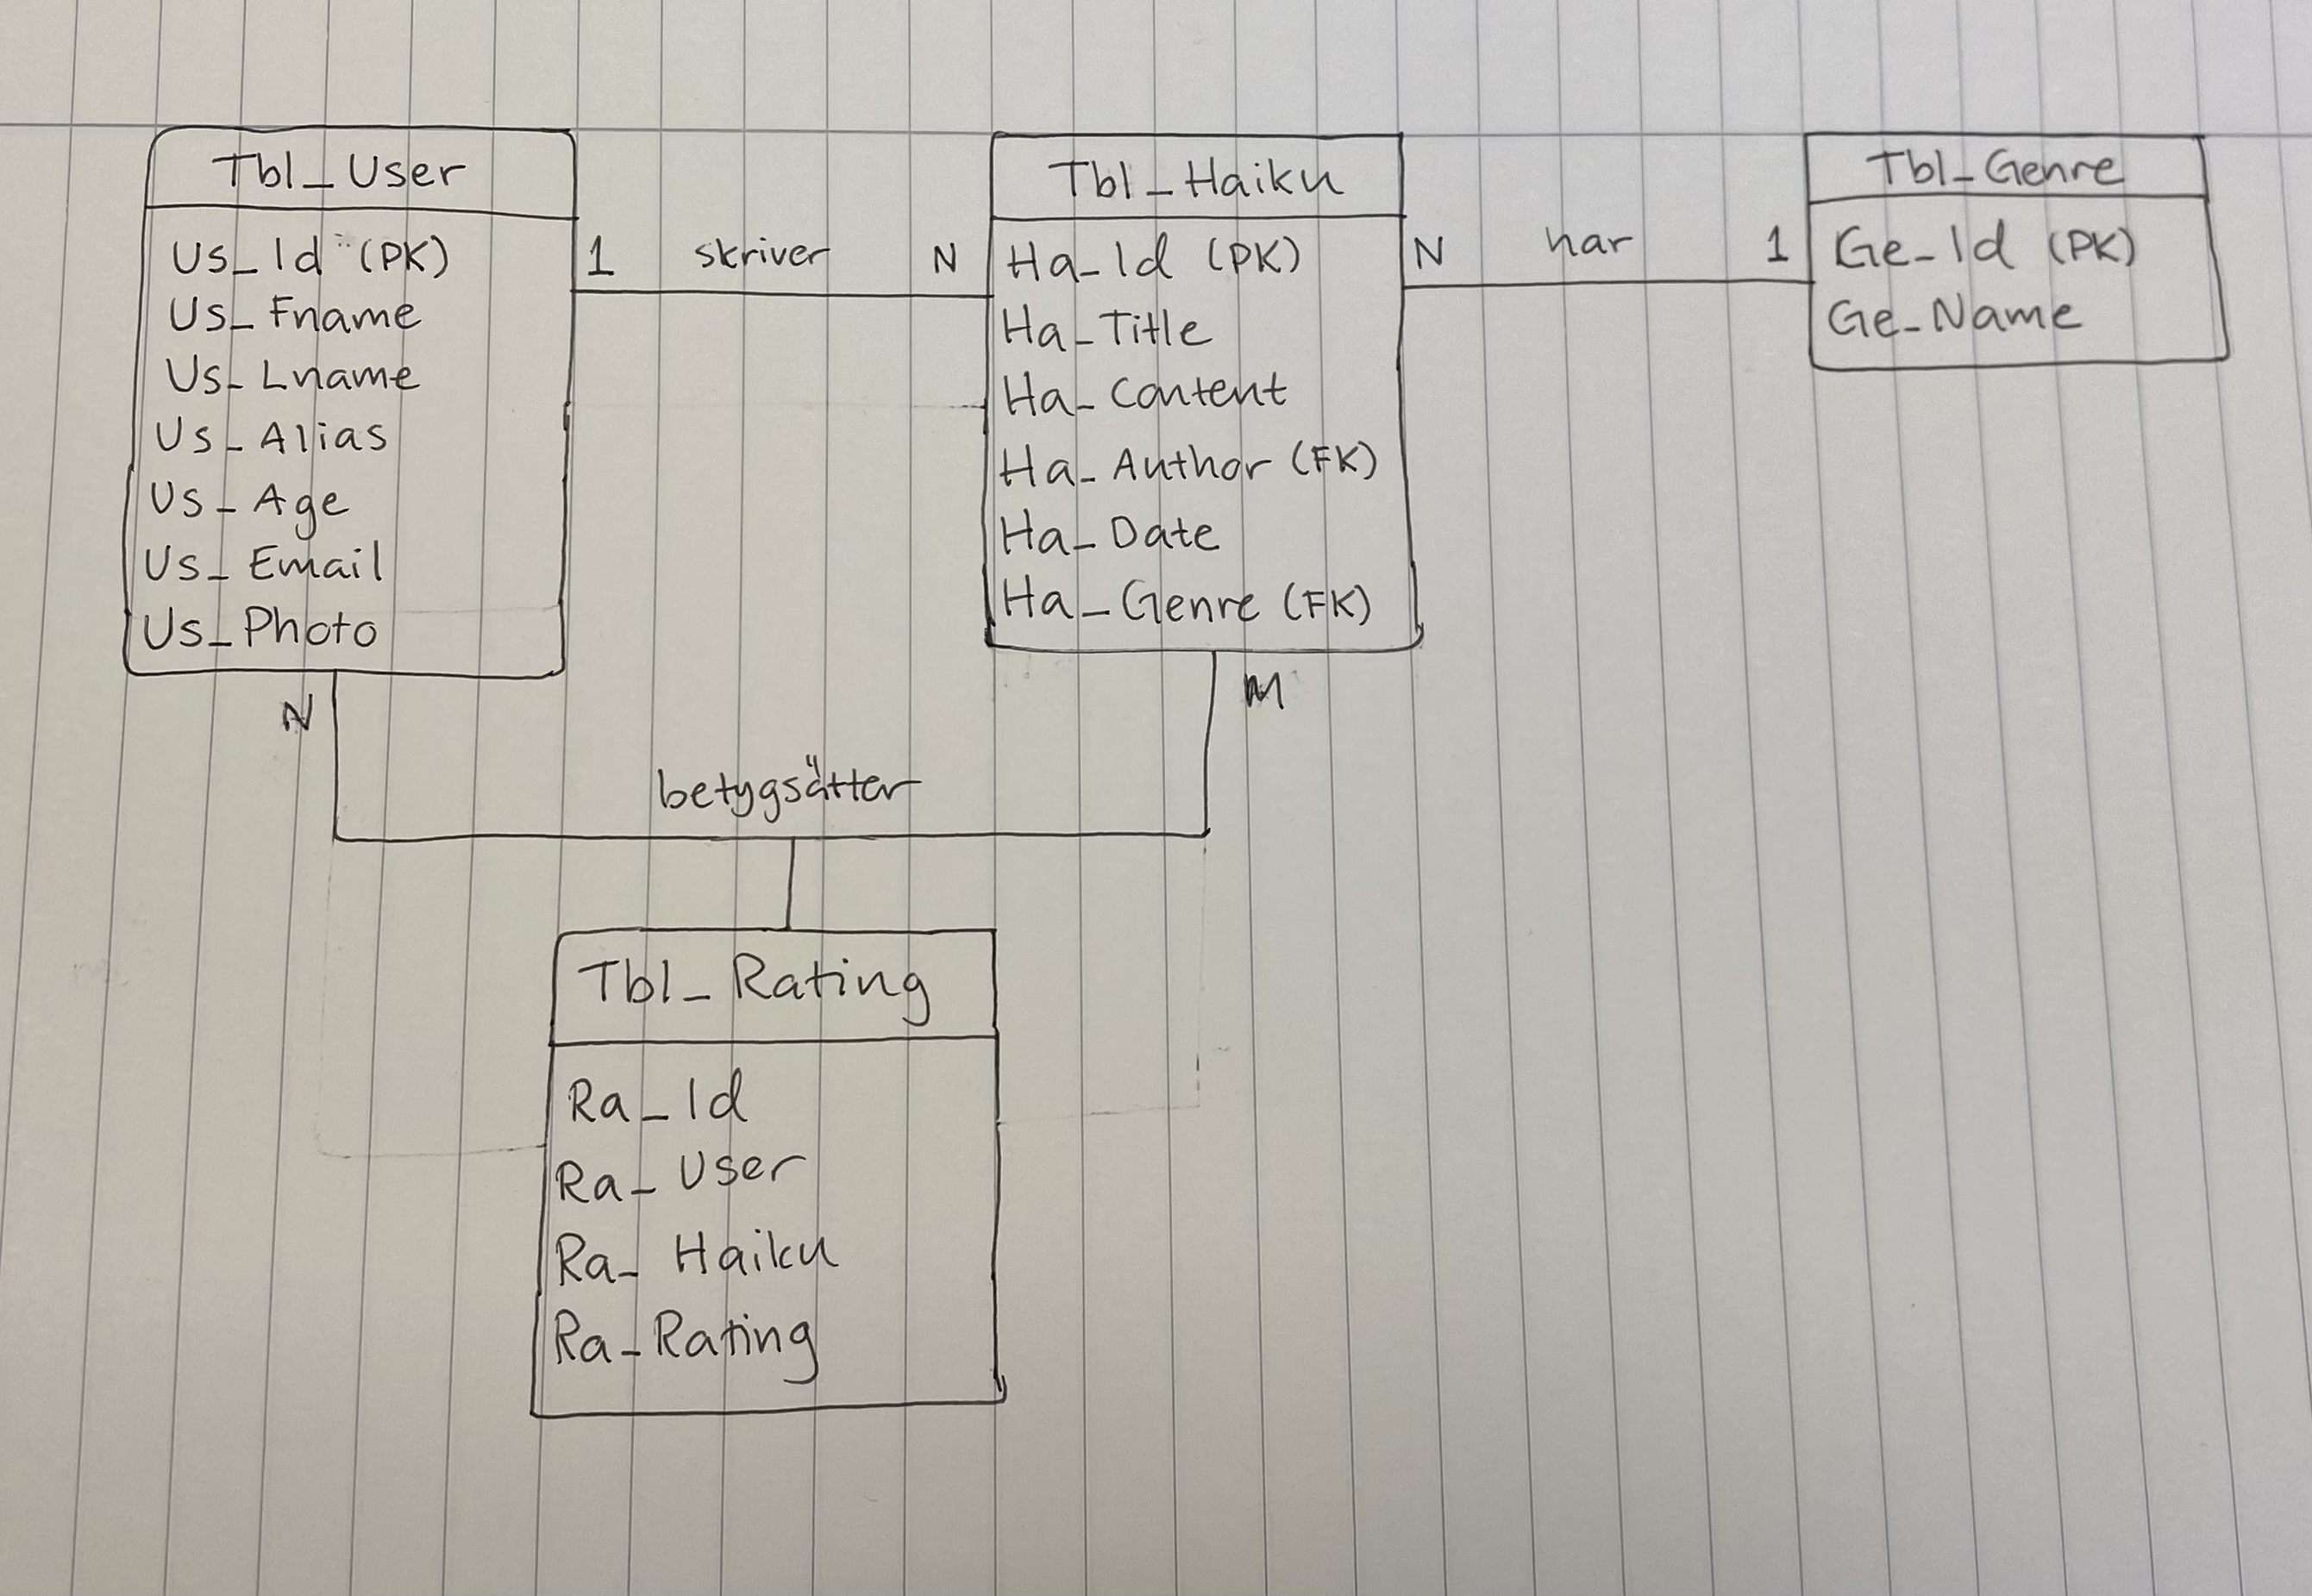 Tbl_User
Us_Id (PK)
Us_Fname
Us_Lname
Us_Alias
Us_Age
Us_Email
Us_Photo
1 skriver N
Tbl_Haiku
Ha_Id (PK)
Ha_Title
Ha_Content
Ha_Author (FK)
Ha_Date
Ha_Genre (FK)
N har 1
Tbl_Genre
Ge_Id (PK)
Ge_Name
N
M
betygsätter
Tbl_Rating
Ra_Id
Ra_User
Ra_Haiku
Ra_Rating